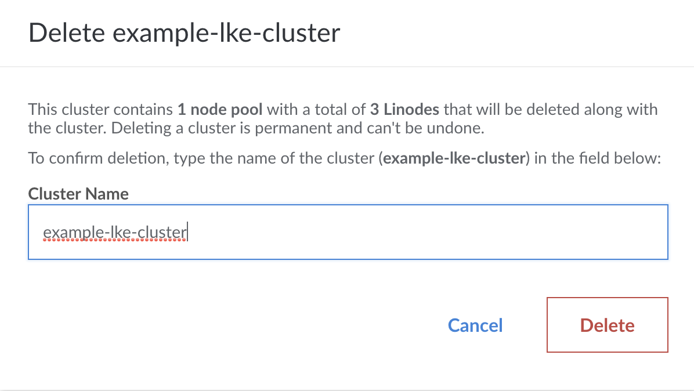 Delete example-lke-cluster
This cluster contains 1 node pool with a total of 3 Linodes that will be deleted along with
the cluster. Deleting a cluster is permanent and can't be undone.
To confirm deletion, type the name of the cluster (example-lke-cluster) in the field below:
Cluster Name
example-lke-cluster
Cancel
Delete